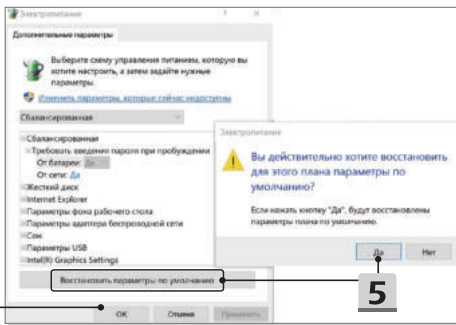 Электропитание
Дополнительные параметры
Выберите схему управления питанием, которую вы
хотите настроить, а затем задайте нужные
параметры.
Изменить параметры, которые сейчас недоступны
Сбалансированная
Сбалансированная
Требовать введения пароля при пробуждении
От батареи: Да
От сети: Да
Жесткий диск
Internet Explorer
Параметры фона рабочего стола
Параметры адаптера беспроводной сети
Сон
Параметры USB
Intel(R) Graphics Settings
Восстановить параметры по умолчанию
ОК Отмена Применить
Электропитание
Вы действительно хотите восстановить
для этого плана параметры по
умолчанию?
Если нажать кнопку "Да", будут восстановлены
параметры плана по умолчанию.
Да Нет
5